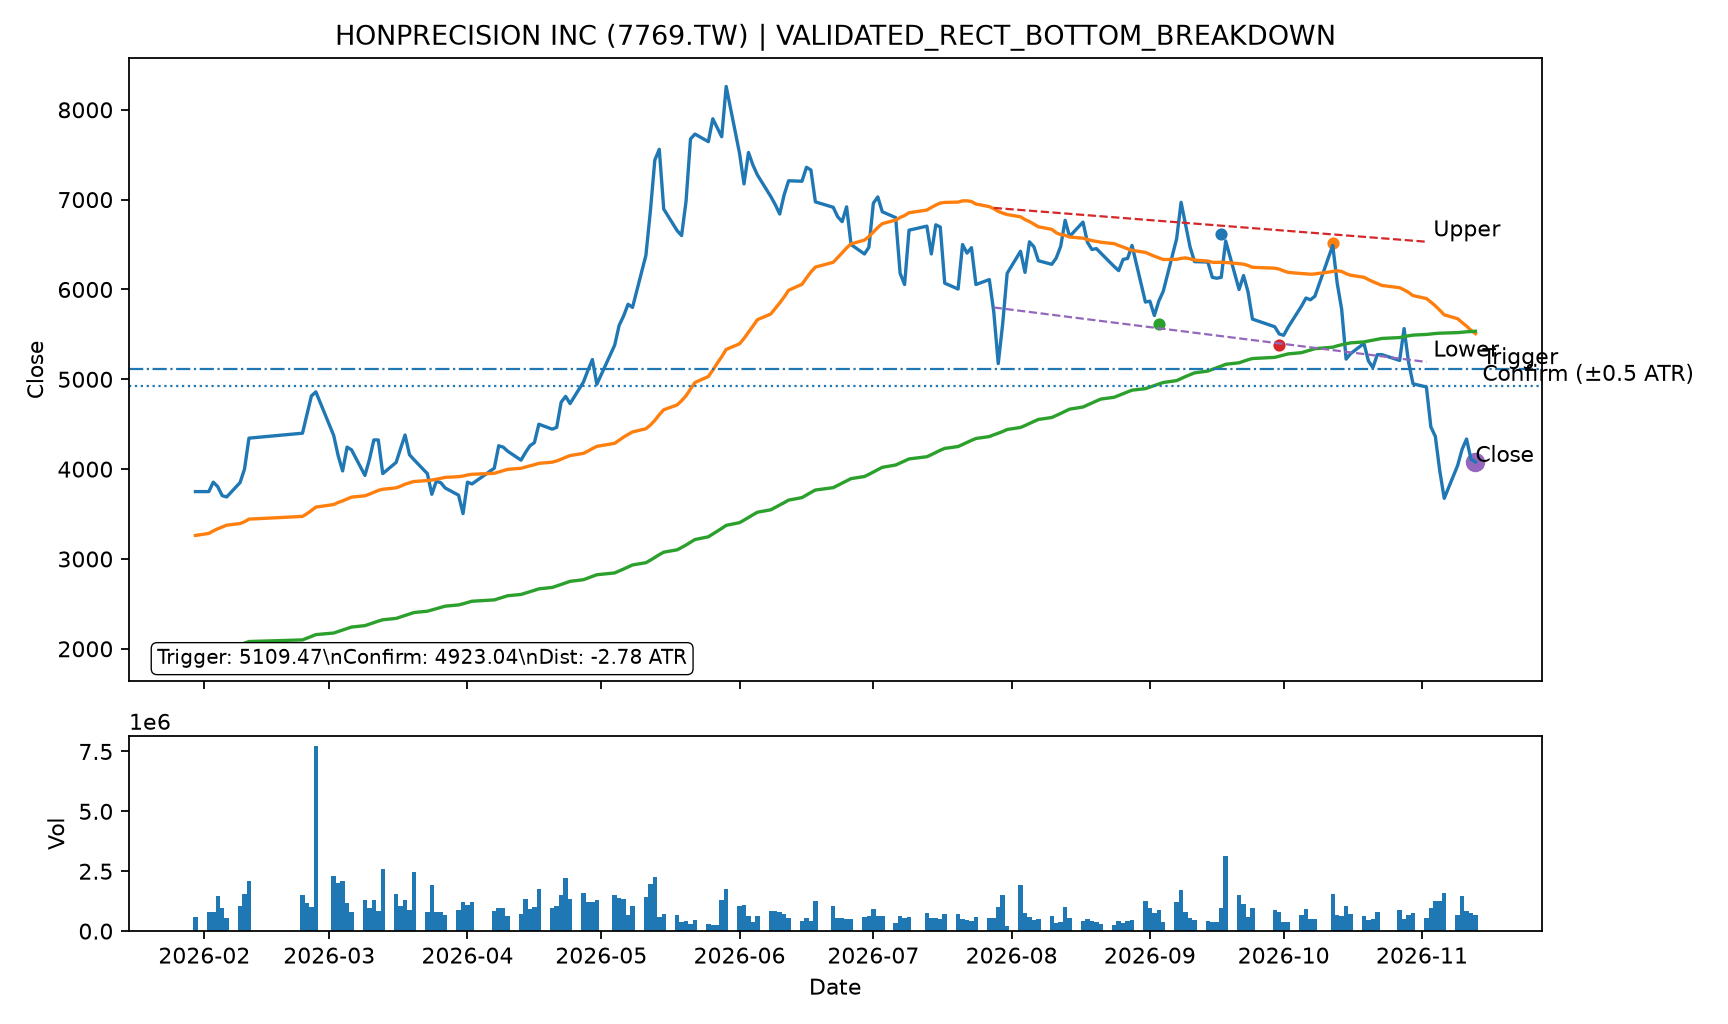 HONPRECISION INC (7769.TW) | VALIDATED_RECT_BOTTOM_BREAKDOWN
Close
8000
7000
6000
5000
4000
3000
2000
Upper
Lower
Trigger
Confirm (±0.5 ATR)
Close
Trigger: 5109.47\nConfirm: 4923.04\nDist: -2.78 ATR
1e6
Vol
7.5
5.0
2.5
0.0
2026-02 2026-03 2026-04 2026-05 2026-06 2026-07 2026-08 2026-09 2026-10 2026-11
Date